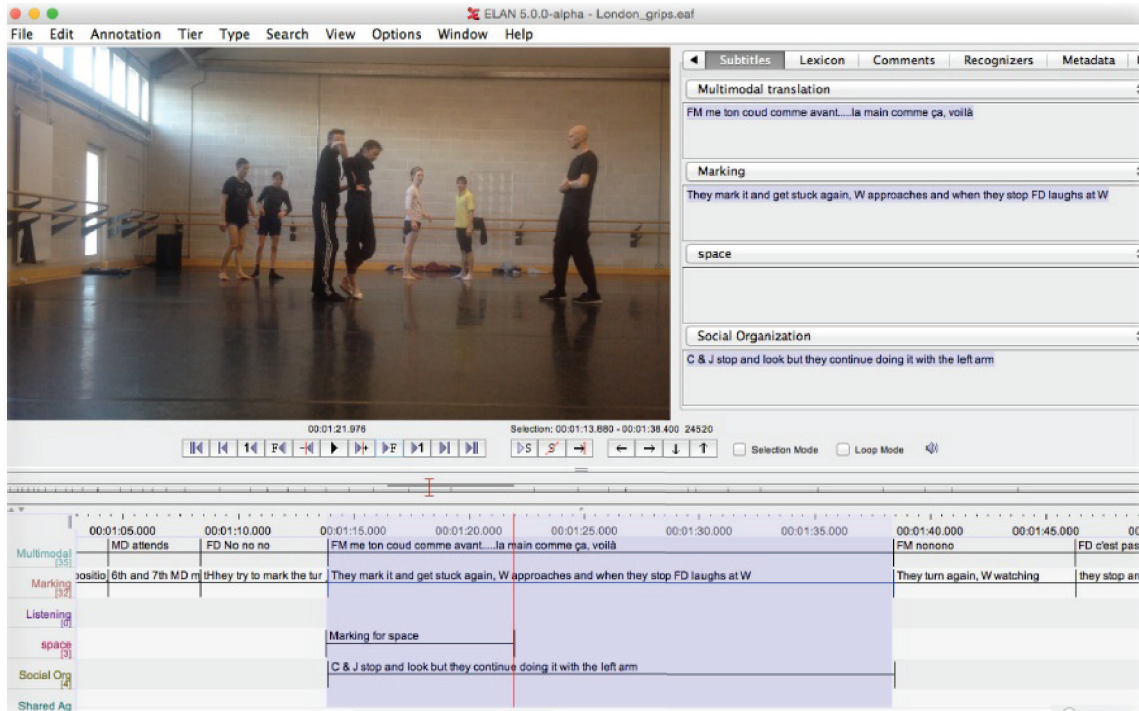 ELAN 5.0.0-alpha - London_grips.eaf
File Edit Annotation Tier Type Search View Options Window Help
Subtitles Lexicon Comments Recognizers Metadata
Multimodal translation
FM me ton coud comme avant.....la main comme ça, voilà
Marking
They mark it and get stuck again, W approaches and when they stop FD laughs at W
space
Social Organization
C & J stop and look but they continue doing it with the left arm
00:01:21.976
Selection: 00:01:13.880 - 00:01:38.400 24520
Selection Mode Loop Mode
00:01:05.000 00:01:10.000 00:01:15.000 00:01:20.000 00:01:25.000 00:01:30.000 00:01:35.000 00:01:40.000 00:01:45.000 00
Multimodal
[35]
MD attends FD No no no FM me ton coud comme avant.....la main comme ça, voilà FM nonono FD c'est pas
Marking
[32]
positio 6th and 7th MD m tHhey try to mark the tur They mark it and get stuck again, W approaches and when they stop FD laughs at W They turn again, W watching they stop an
Listening
[0]
space
[3]
Marking for space
Social Org
[4]
C & J stop and look but they continue doing it with the left arm
Shared Ag